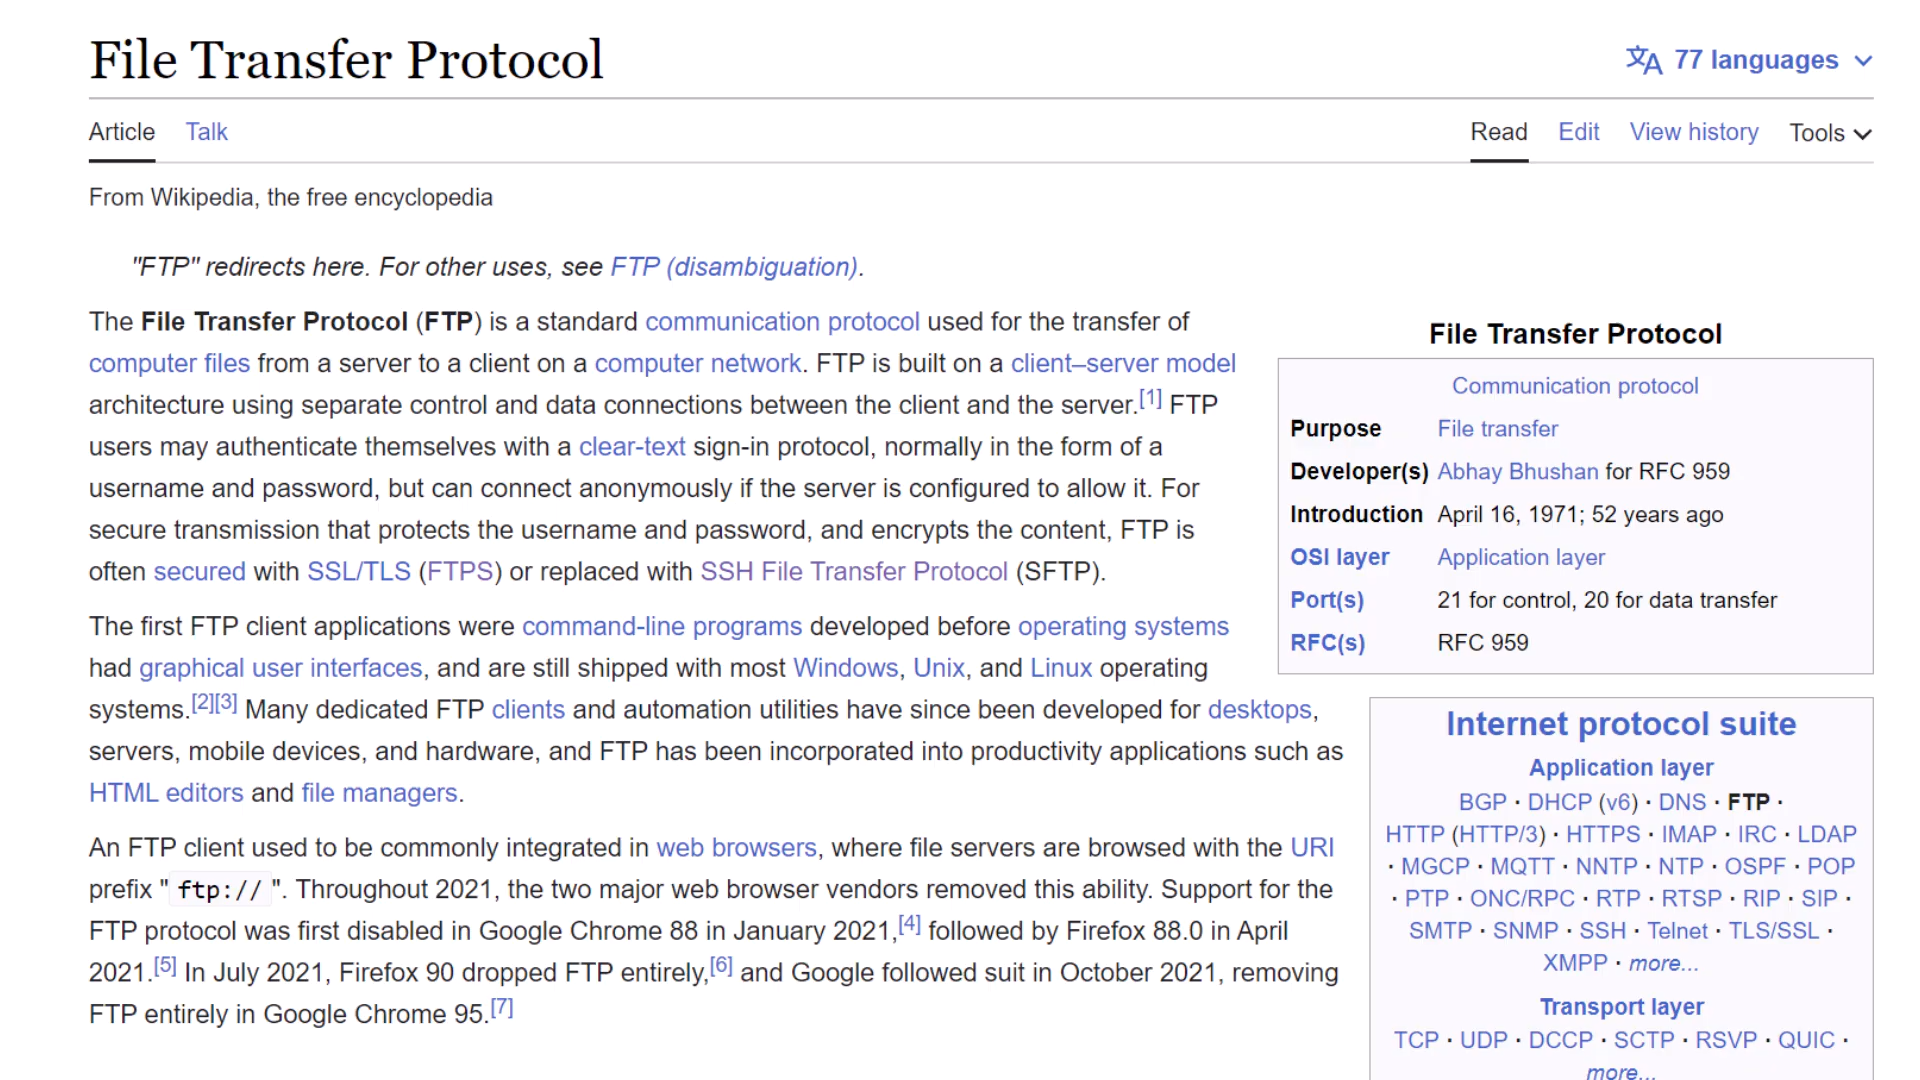 File Transfer Protocol
77 languages
Article Talk
Read Edit View history Tools
From Wikipedia, the free encyclopedia
"FTP" redirects here. For other uses, see FTP (disambiguation).
The File Transfer Protocol (FTP) is a standard communication protocol used for the transfer of
computer files from a server to a client on a computer network. FTP is built on a client–server model
architecture using separate control and data connections between the client and the server.[1] FTP
users may authenticate themselves with a clear-text sign-in protocol, normally in the form of a
username and password, but can connect anonymously if the server is configured to allow it. For
secure transmission that protects the username and password, and encrypts the content, FTP is
often secured with SSL/TLS (FTPS) or replaced with SSH File Transfer Protocol (SFTP).
The first FTP client applications were command-line programs developed before operating systems
had graphical user interfaces, and are still shipped with most Windows, Unix, and Linux operating
systems.[2][3] Many dedicated FTP clients and automation utilities have since been developed for desktops,
servers, mobile devices, and hardware, and FTP has been incorporated into productivity applications such as
HTML editors and file managers.
An FTP client used to be commonly integrated in web browsers, where file servers are browsed with the URI
prefix "ftp://". Throughout 2021, the two major web browser vendors removed this ability. Support for the
FTP protocol was first disabled in Google Chrome 88 in January 2021,[4] followed by Firefox 88.0 in April
2021.[5] In July 2021, Firefox 90 dropped FTP entirely,[6] and Google followed suit in October 2021, removing
FTP entirely in Google Chrome 95.[7]
File Transfer Protocol
Communication protocol
Purpose File transfer
Developer(s) Abhay Bhushan for RFC 959
Introduction April 16, 1971; 52 years ago
OSI layer Application layer
Port(s) 21 for control, 20 for data transfer
RFC(s) RFC 959
Internet protocol suite
Application layer
BGP · DHCP (v6) · DNS · FTP ·
HTTP (HTTP/3) · HTTPS · IMAP · IRC · LDAP
· MGCP · MQTT · NNTP · NTP · OSPF · POP
· PTP · ONC/RPC · RTP · RTSP · RIP · SIP ·
SMTP · SNMP · SSH · Telnet · TLS/SSL ·
XMPP · more...
Transport layer
TCP · UDP · DCCP · SCTP · RSVP · QUIC ·
more...